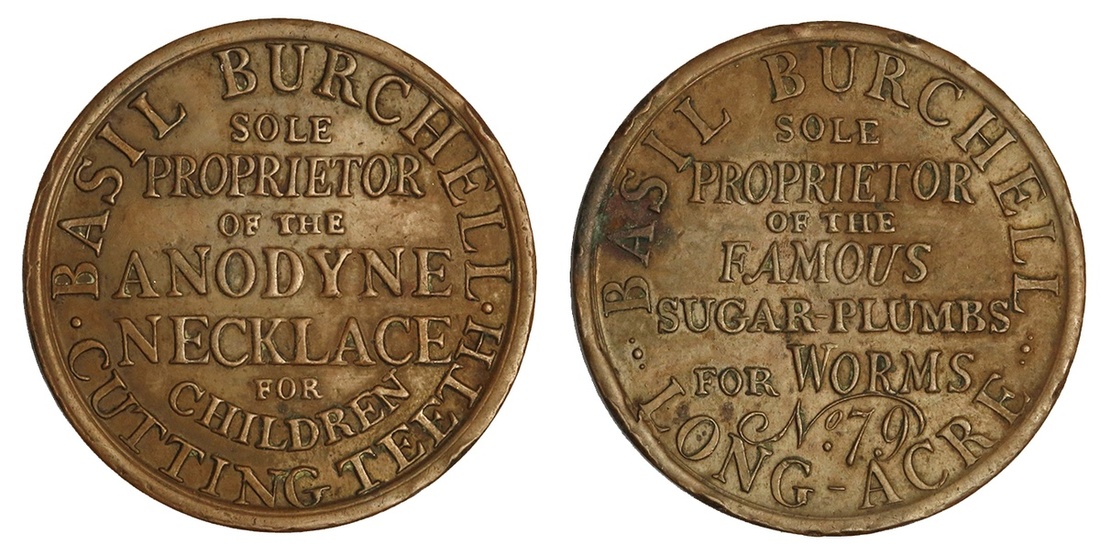 BASIL BURCHELL
SOLE
PROPRIETOR
OF THE
ANODYNE
NECKLACE
FOR
CHILDREN
CUTTING TEETH
BASIL BURCHELL
SOLE
PROPRIETOR
OF THE
FAMOUS
SUGAR-PLUMBS
FOR WORMS
No. 79
LONG-ACRE